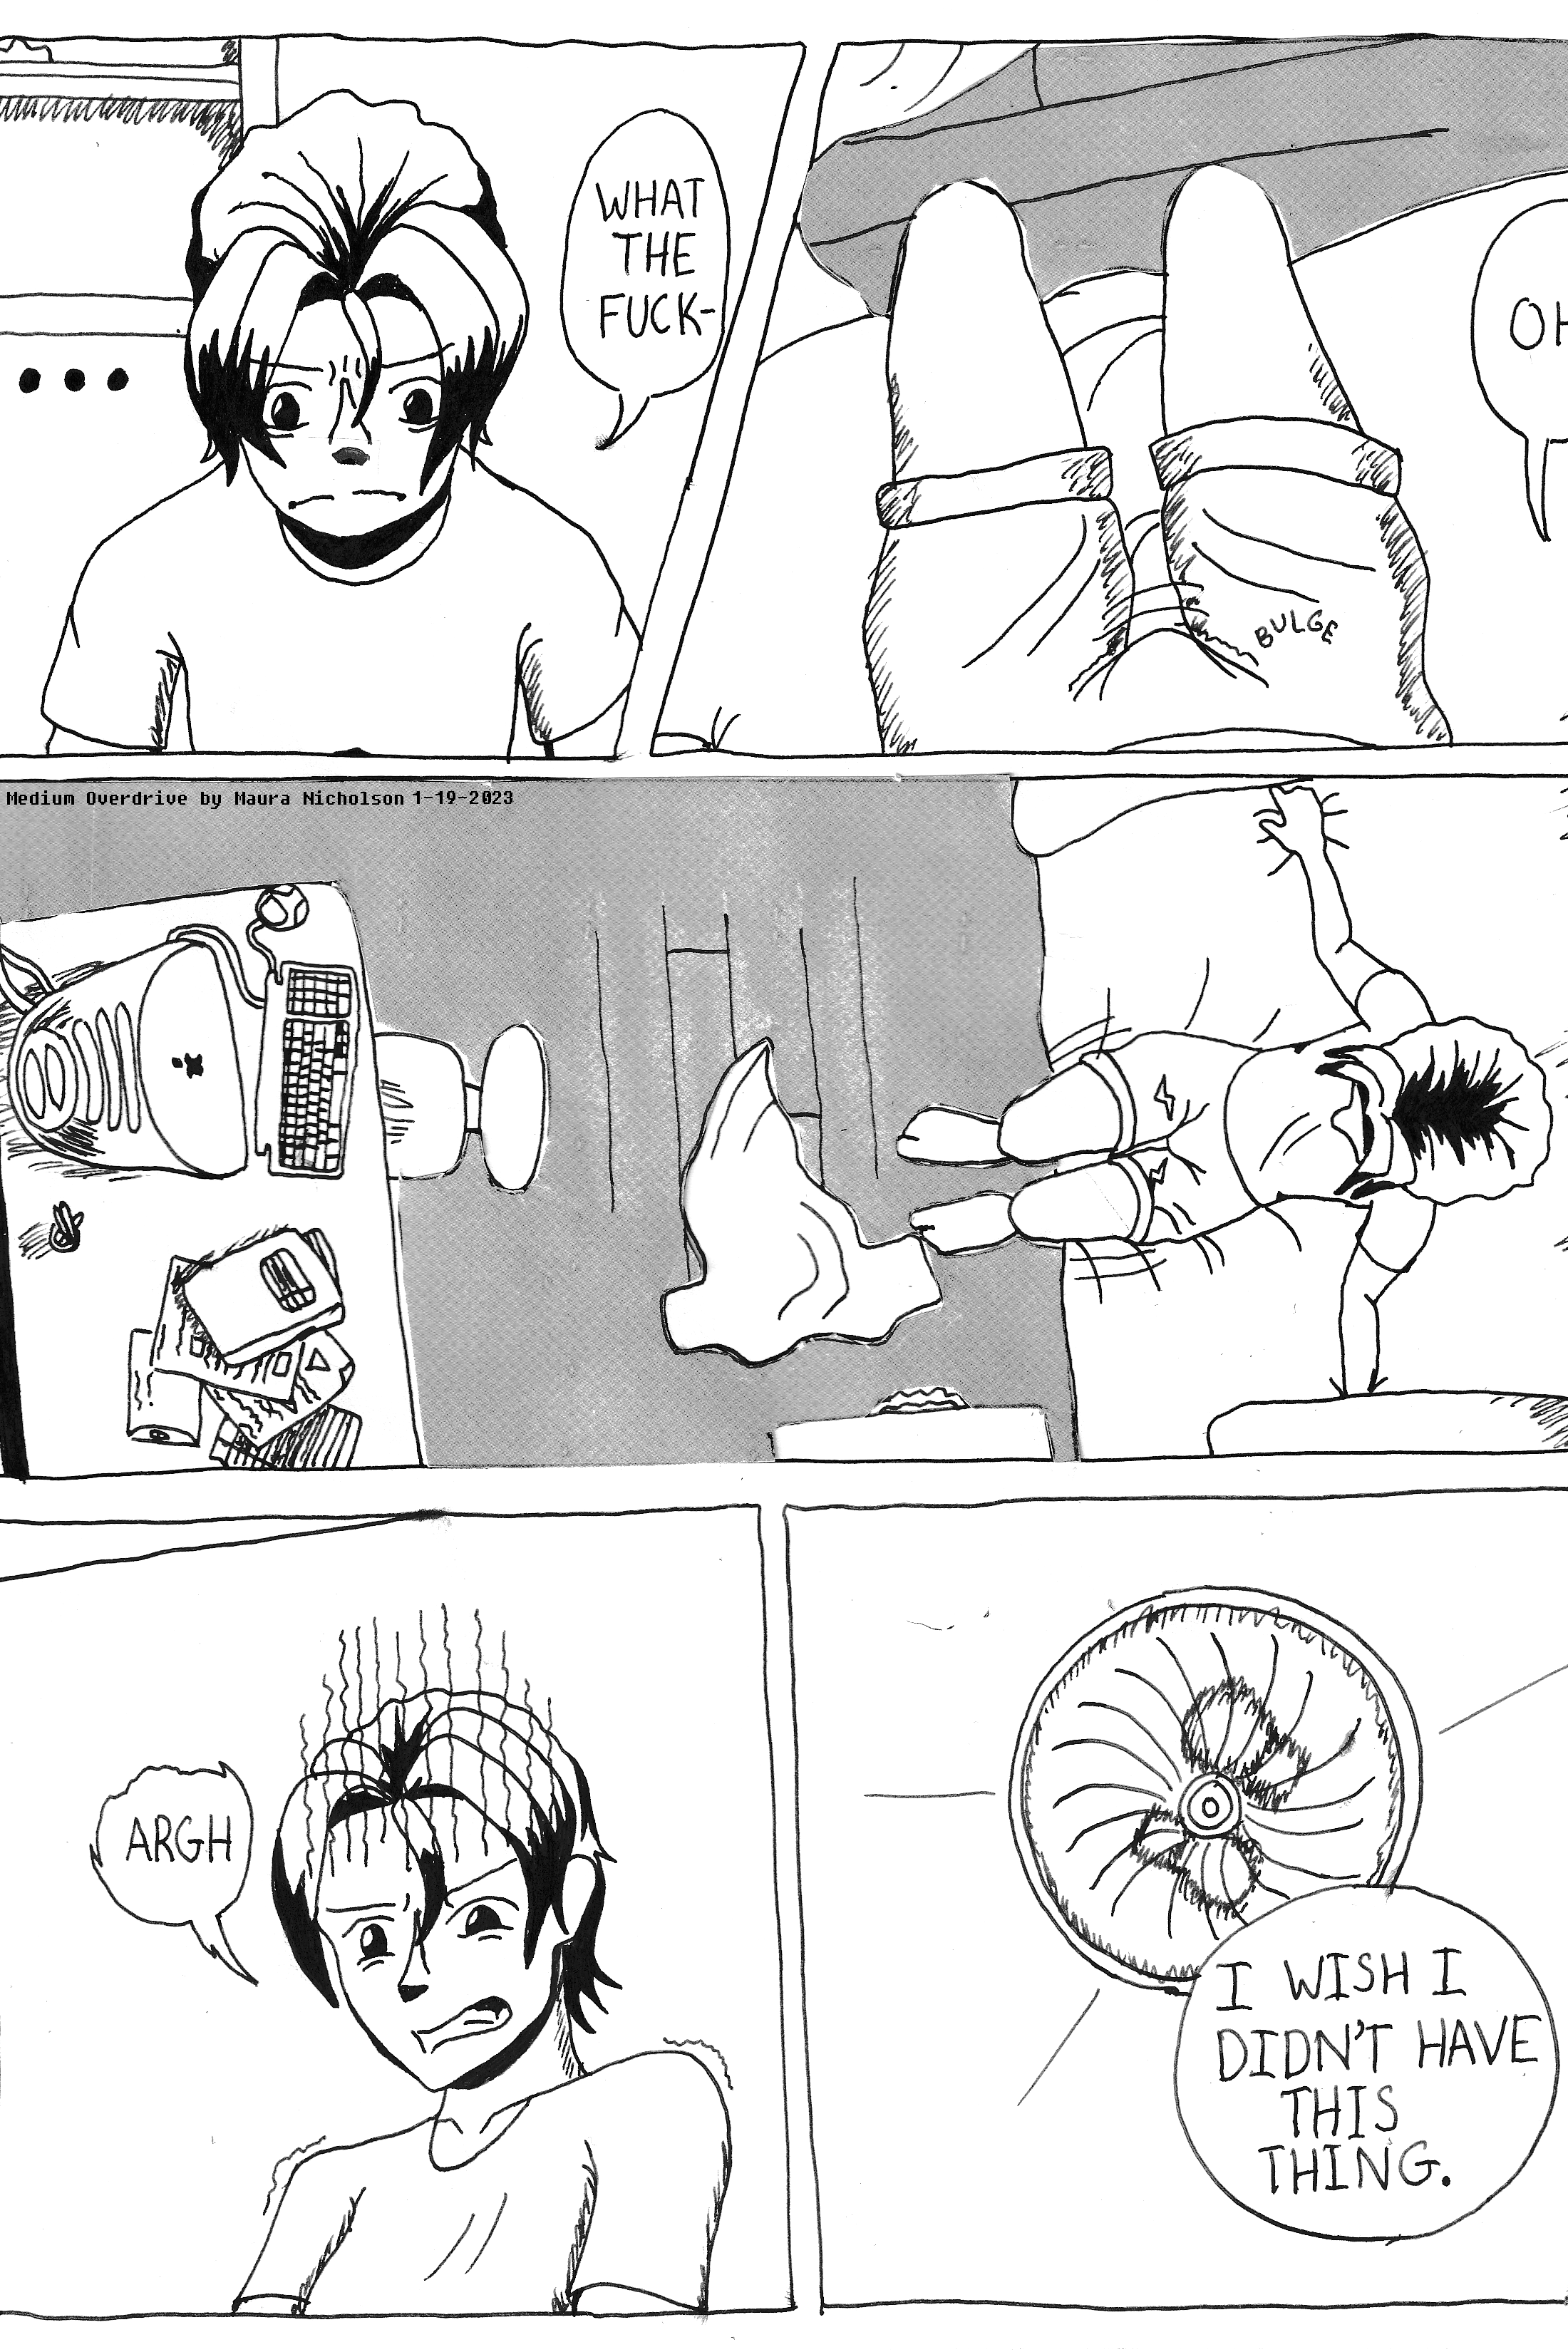 WHAT
THE
FUCK-
OH
BULGE
Medium Overdrive by Maura Nicholson 1-19-2023
ARGH
I WISH I
DIDN'T HAVE
THIS
THING.